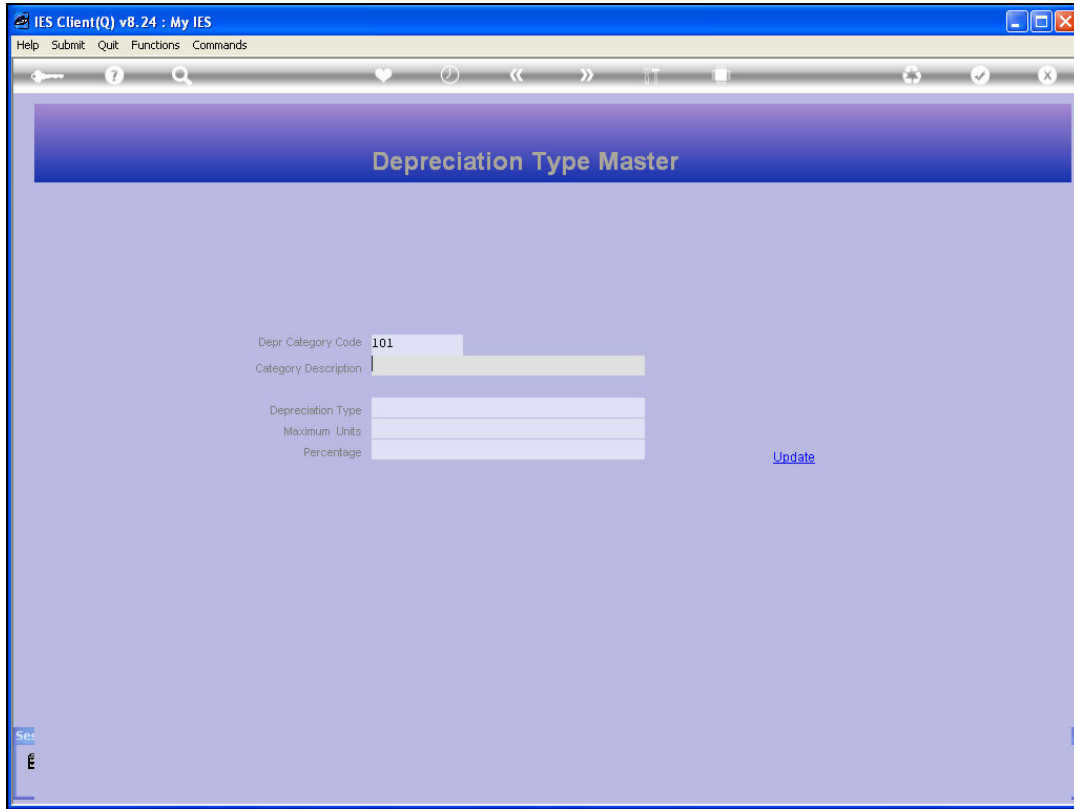 IES Client(Q) v8.24 : My IES
Help Submit Quit Functions Commands
Depreciation Type Master
Depr Category Code 101
Category Description
Depreciation Type
Maximum Units
Percentage
Update
Ses